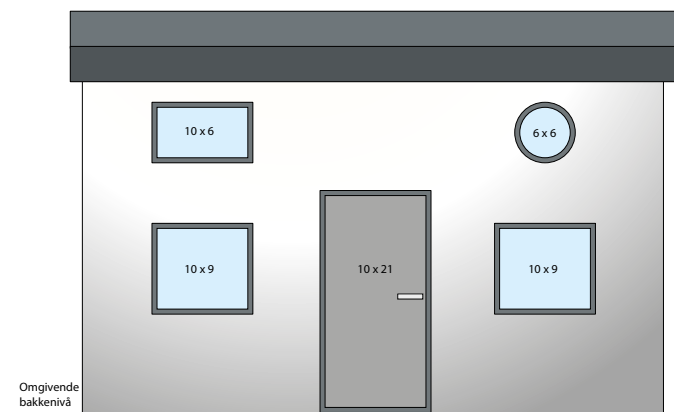 10 x 6
6 x 6
10 x 9
10 x 21
10 x 9
Omgivende
bakkenivå